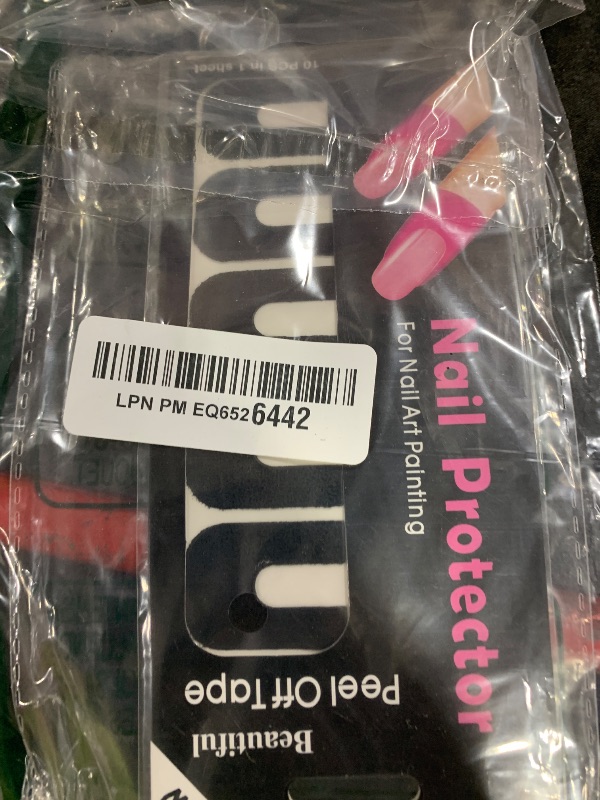 10 PCS in 1 sheet
Nail Protector
For Nail Art Painting
LPN PM EQ6526442
Peel Off Tape
Beautiful